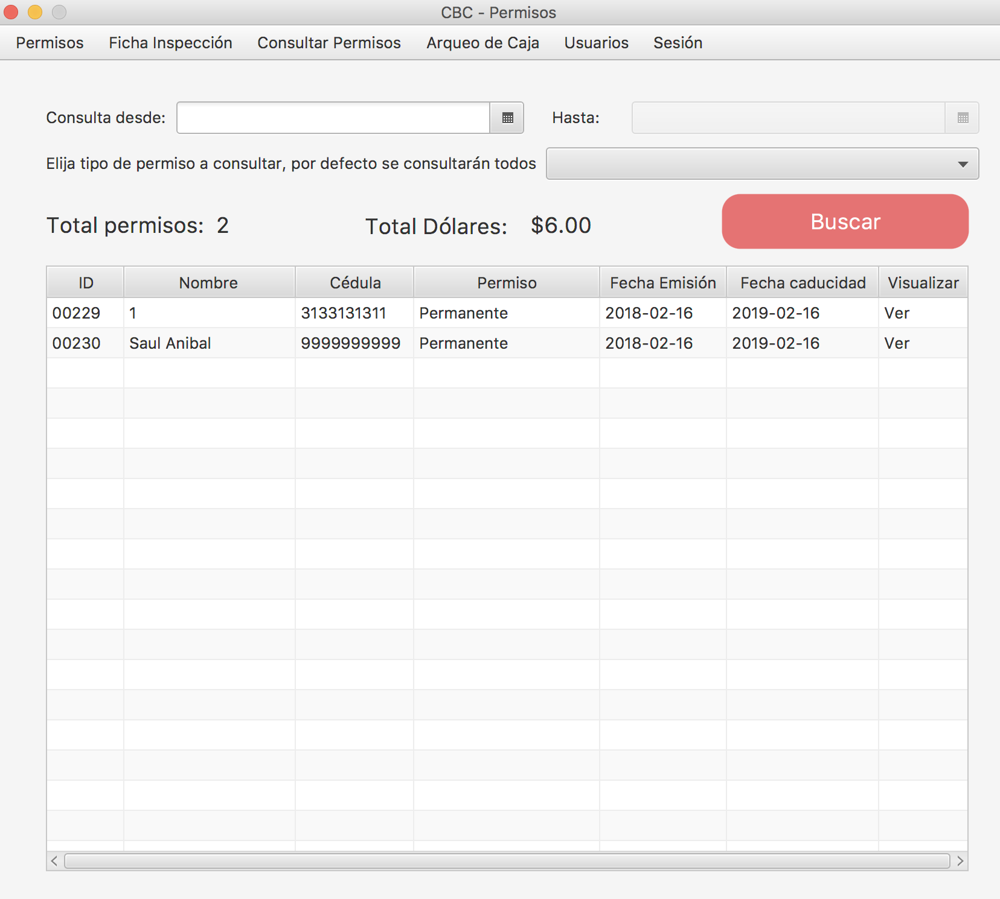 CBC - Permisos
Permisos Ficha Inspección Consultar Permisos Arqueo de Caja Usuarios Sesión
Consulta desde: Hasta:
Elija tipo de permiso a consultar, por defecto se consultarán todos
Total permisos: 2 Total Dólares: $6.00 Buscar
ID Nombre Cédula Permiso Fecha Emisión Fecha caducidad Visualizar
00229 1 3133131311 Permanente 2018-02-16 2019-02-16 Ver
00230 Saul Anibal 9999999999 Permanente 2018-02-16 2019-02-16 Ver